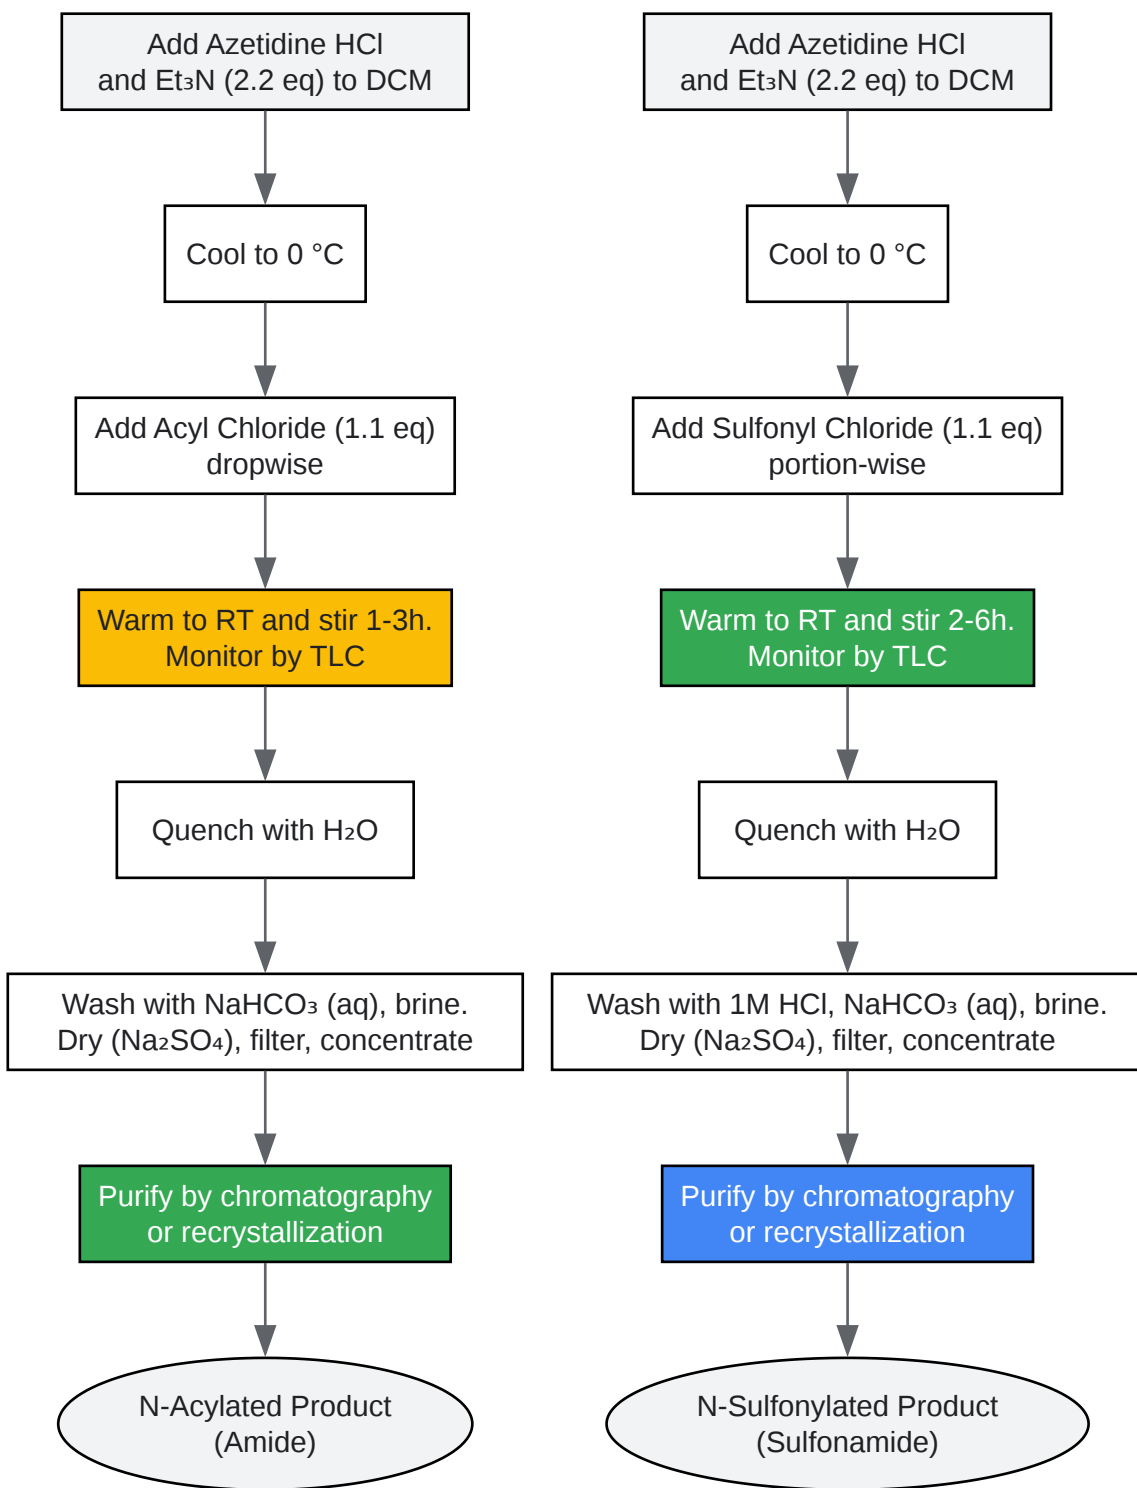 Add Azetidine HCl
and Et₃N (2.2 eq) to DCM
Cool to 0 °C
Add Acyl Chloride (1.1 eq)
dropwise
Warm to RT and stir 1-3h.
Monitor by TLC
Quench with H₂O
Wash with NaHCO₃ (aq), brine.
Dry (Na₂SO₄), filter, concentrate
Purify by chromatography
or recrystallization
N-Acylated Product
(Amide)
Add Azetidine HCl
and Et₃N (2.2 eq) to DCM
Cool to 0 °C
Add Sulfonyl Chloride (1.1 eq)
portion-wise
Warm to RT and stir 2-6h.
Monitor by TLC
Quench with H₂O
Wash with 1M HCl, NaHCO₃ (aq), brine.
Dry (Na₂SO₄), filter, concentrate
Purify by chromatography
or recrystallization
N-Sulfonylated Product
(Sulfonamide)